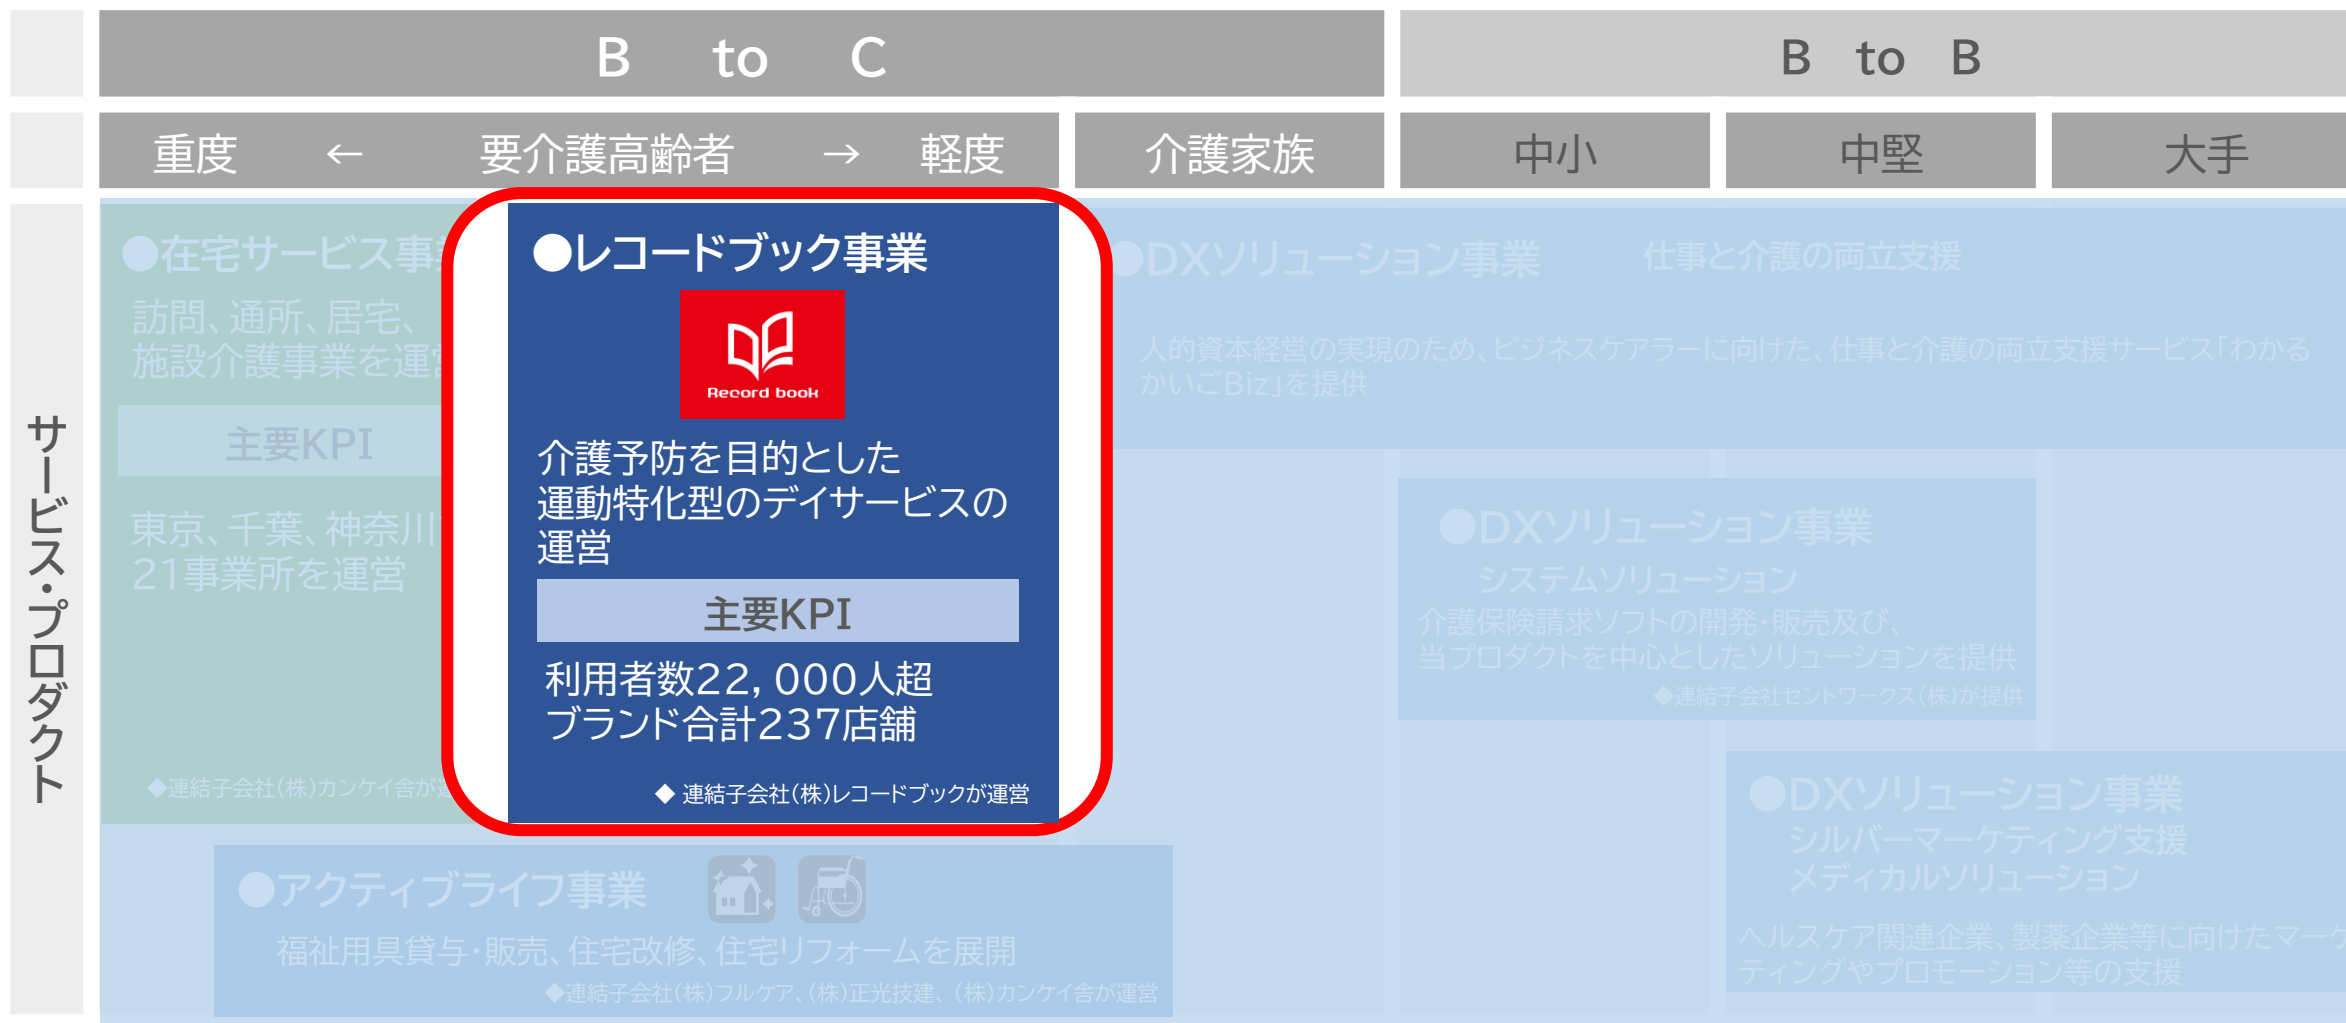 B to C
B to B
重度 ← 要介護高齢者 → 軽度
介護家族
中小
中堅
大手
サービス・プロダクト
●在宅サービス事
訪問、通所、居宅、
施設介護事業を運
主要KPI
東京、千葉、神奈川
21事業所を運営
◆連結子会社(株)カンケイ舎が
●レコードブック事業
Record book
介護予防を目的とした
運動特化型のデイサービスの
運営
主要KPI
利用者数22,000人超
ブランド合計237店舗
◆ 連結子会社(株)レコードブックが運営
●DXソリューション事業 仕事と介護の両立支援
人的資本経営の実現のため、ビジネスケアラーに向けた、仕事と介護の両立支援サービス「わかる
かいごBiz」を提供
●DXソリューション事業
システムソリューション
介護保険請求ソフトの開発・販売及び、
当プロダクトを中心としたソリューションを提供
◆連結子会社セントワークス(株)が提供
●DXソリューション事業
シルバーマーケティング支援
メディカルソリューション
ヘルスケア関連企業、製薬企業等に向けたマーケ
ティングやプロモーション等の支援
●アクティブライフ事業
福祉用具貸与・販売、住宅改修、住宅リフォームを展開
◆連結子会社(株)フルケア、(株)正光技建、(株)カンケイ舎が運営